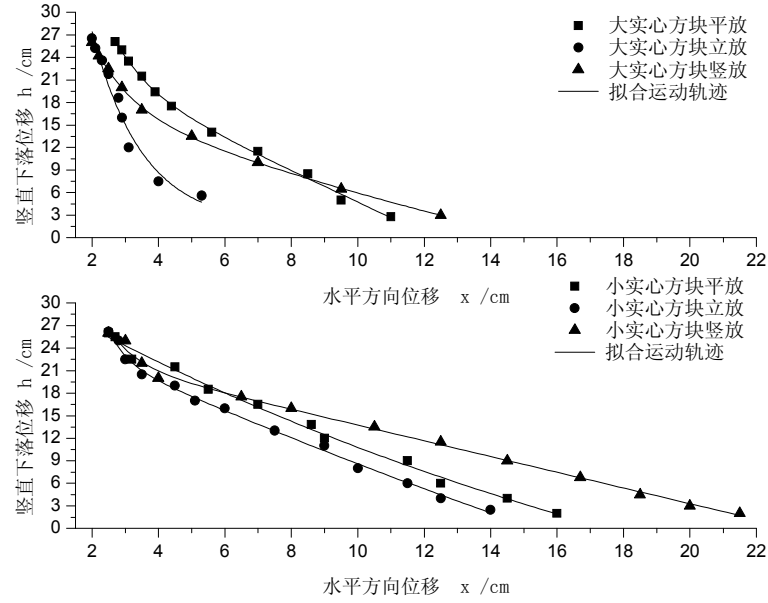 30
27
24
21
18
15
12
9
6
3
0
竖直下落位移 h /cm
大实心方块平放
大实心方块立放
大实心方块竖放
拟合运动轨迹
2 4 6 8 10 12 14 16 18 20 22
水平方向位移 x /cm
30
27
24
21
18
15
12
9
6
3
0
竖直下落位移 h /cm
小实心方块平放
小实心方块立放
小实心方块竖放
拟合运动轨迹
2 4 6 8 10 12 14 16 18 20 22
水平方向位移 x /cm